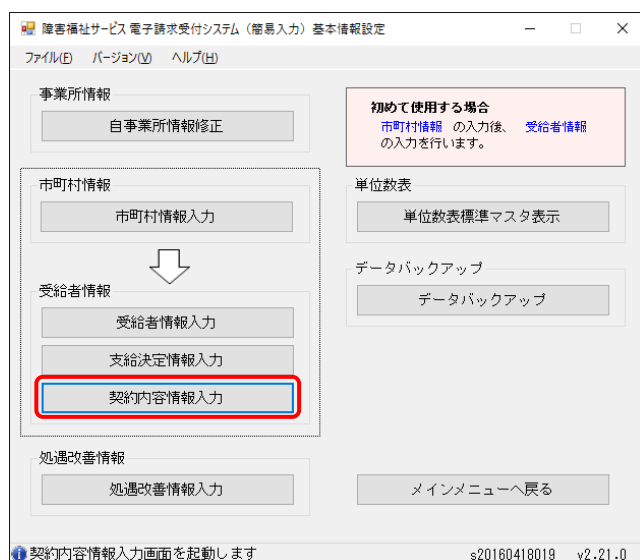 障害福祉サービス 電子請求受付システム（簡易入力） 基本情報設定
ファイル(F) バージョン(V) ヘルプ(H)
事業所情報
自事業所情報修正
初めて使用する場合
市町村情報 の入力後、 受給者情報
の入力を行います。
市町村情報
市町村情報入力
単位数表
単位数表標準マスタ表示
受給者情報
受給者情報入力
支給決定情報入力
契約内容情報入力
データバックアップ
データバックアップ
処遇改善情報
処遇改善情報入力
メインメニューへ戻る
契約内容情報入力画面を起動します s20160418019 v2.21.0